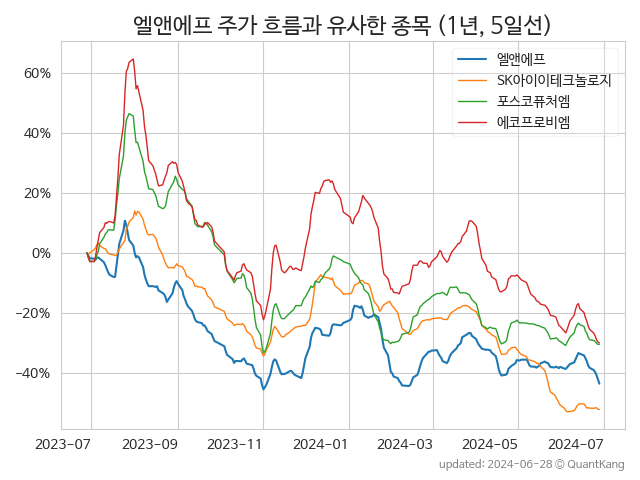 엘앤에프 주가 흐름과 유사한 종목 (1년, 5일선)
엘앤에프
SK아이이테크놀로지
포스코퓨처엠
에코프로비엠
60%
40%
20%
0%
−20%
−40%
2023-07 2023-09 2023-11 2024-01 2024-03 2024-05 2024-07
updated: 2024-06-28 ⓒ QuantKang